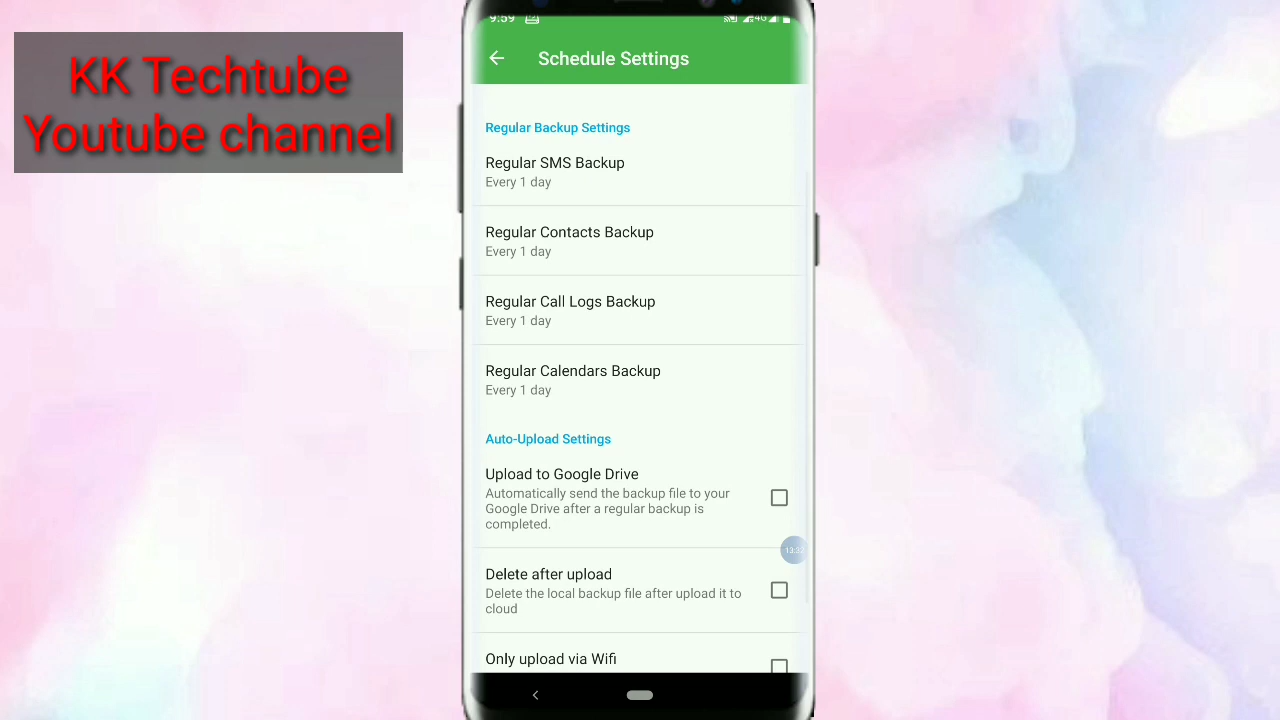 KK Techtube
Youtube channel
9:59
4G
Schedule Settings
Regular Backup Settings
Regular SMS Backup
Every 1 day
Regular Contacts Backup
Every 1 day
Regular Call Logs Backup
Every 1 day
Regular Calendars Backup
Every 1 day
Auto-Upload Settings
Upload to Google Drive
Automatically send the backup file to your
Google Drive after a regular backup is
completed.
Delete after upload
Delete the local backup file after upload it to
cloud
Only upload via Wifi